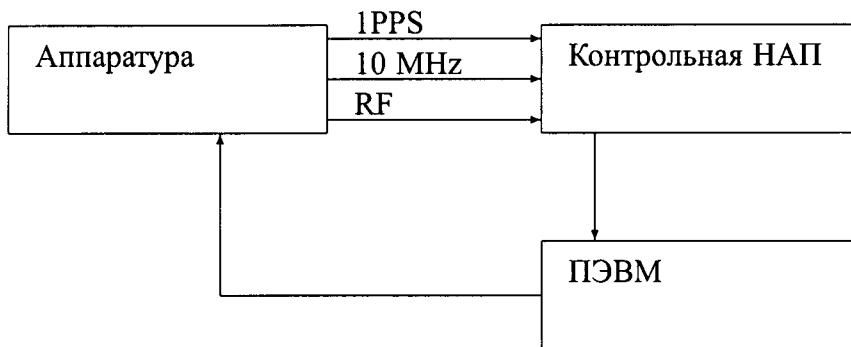 1PPS
Аппаратура
10 MHz
Контрольная НАП
RF
ПЭВМ